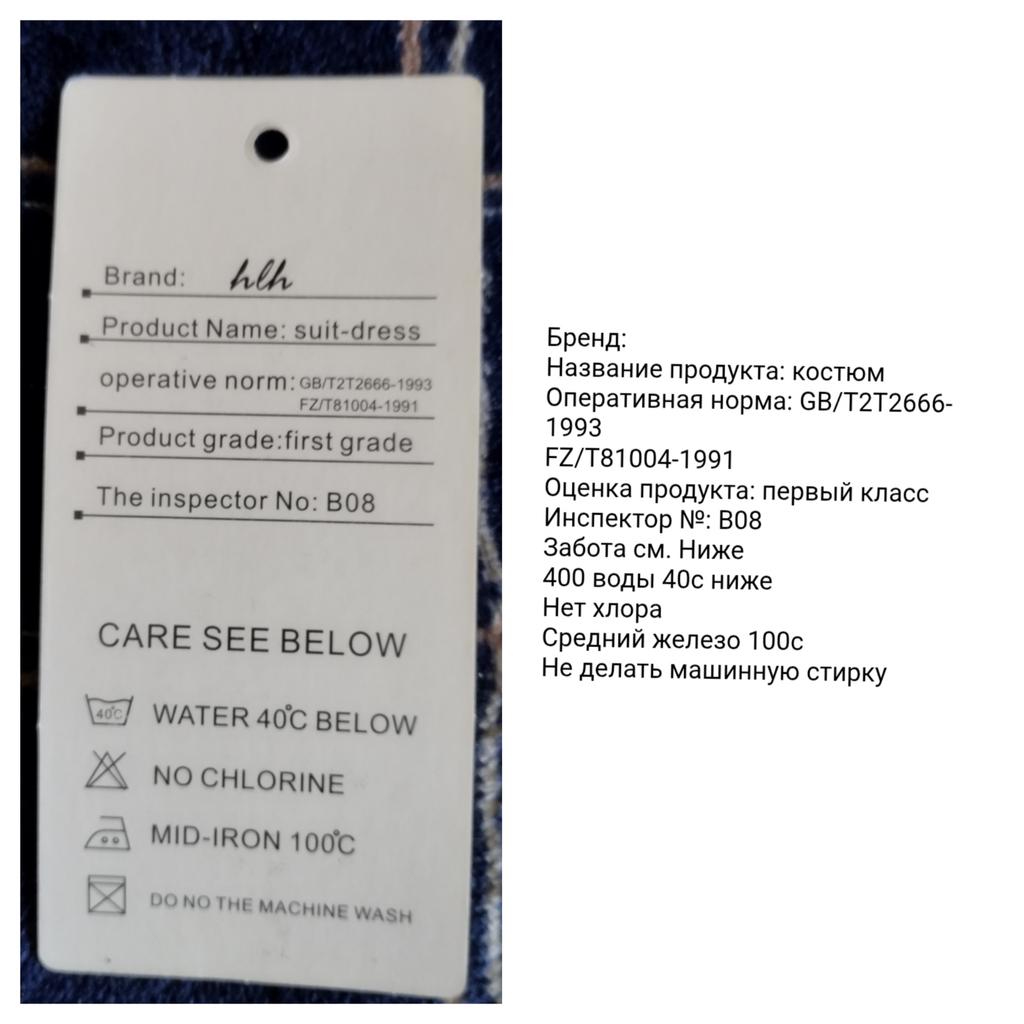 Brand: hlh
Product Name: suit-dress
operative norm: GB/T2T2666-1993
FZ/T81004-1991
Product grade:first grade
The inspector No: B08
CARE SEE BELOW
40°C WATER 40°C BELOW
NO CHLORINE
MID-IRON 100°C
DO NO THE MACHINE WASH
Бренд:
Название продукта: костюм
Оперативная норма: GB/T2T2666-
1993
FZ/T81004-1991
Оценка продукта: первый класс
Инспектор №: B08
Забота см. Ниже
400 воды 40с ниже
Нет хлора
Средний железо 100с
Не делать машинную стирку